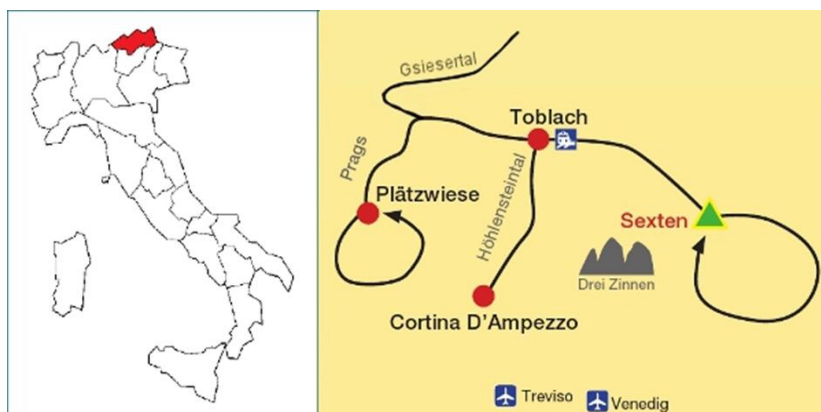 Gsiesertal
Toblach
Prags
Plätzwiese
Höhlensteintal
Sexten
Drei Zinnen
Cortina D'Ampezzo
Treviso
Venedig